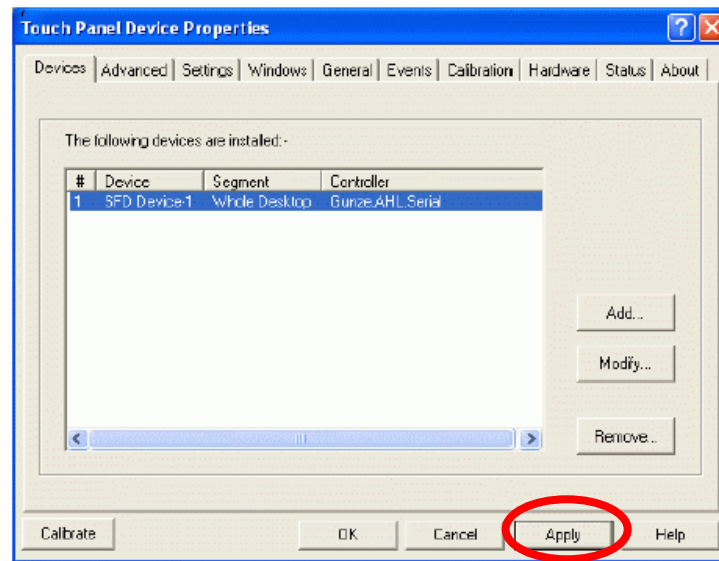 Touch Panel Device Properties
Devices Advanced Settings Windows General Events Calibration Hardware Status About
The following devices are installed:-
# Device Segment Controller
1 SFD Device-1 Whole Desktop Gunze,AHL,Serial
Add...
Modify...
Remove...
Calibrate OK Cancel Apply Help